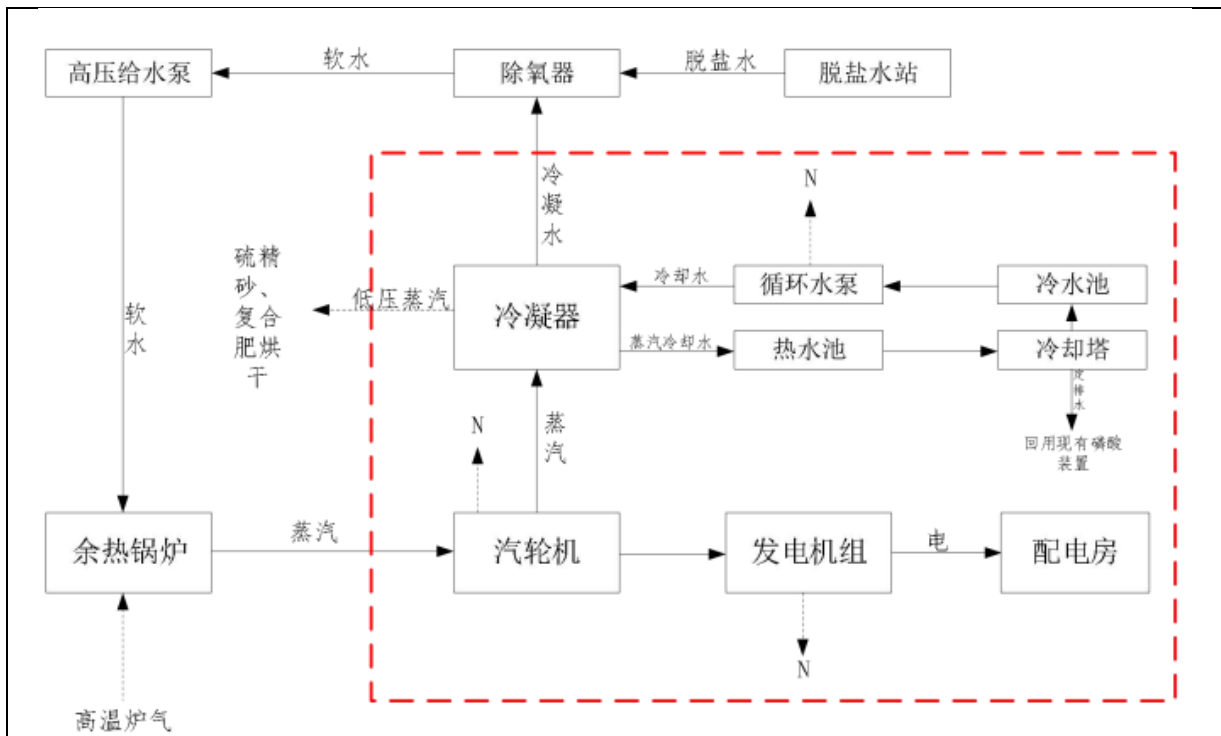 高压给水泵
软水
除氧器
脱盐水
脱盐水站
冷
凝
水
N
硫精
砂、
复合
肥烘
干
低压蒸汽
冷凝器
冷却水
循环水泵
冷水池
蒸汽冷却水
热水池
冷却塔
定
排
水
回用现有磷酸
装置
软
水
N
蒸
汽
余热锅炉
蒸汽
汽轮机
发电机组
电
配电房
N
高温炉气